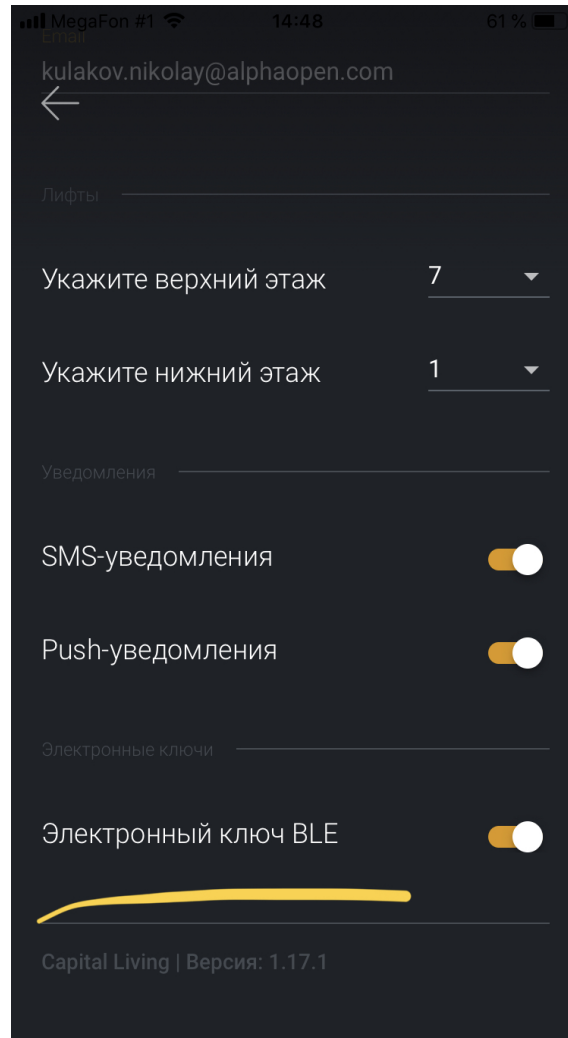 MegaFon #1 14:48 61 %
Email
kulakov.nikolay@alphaopen.com
Лифты
Укажите верхний этаж 7
Укажите нижний этаж 1
Уведомления
SMS-уведомления
Push-уведомления
Электронные ключи
Электронный ключ BLE
Capital Living | Версия: 1.17.1